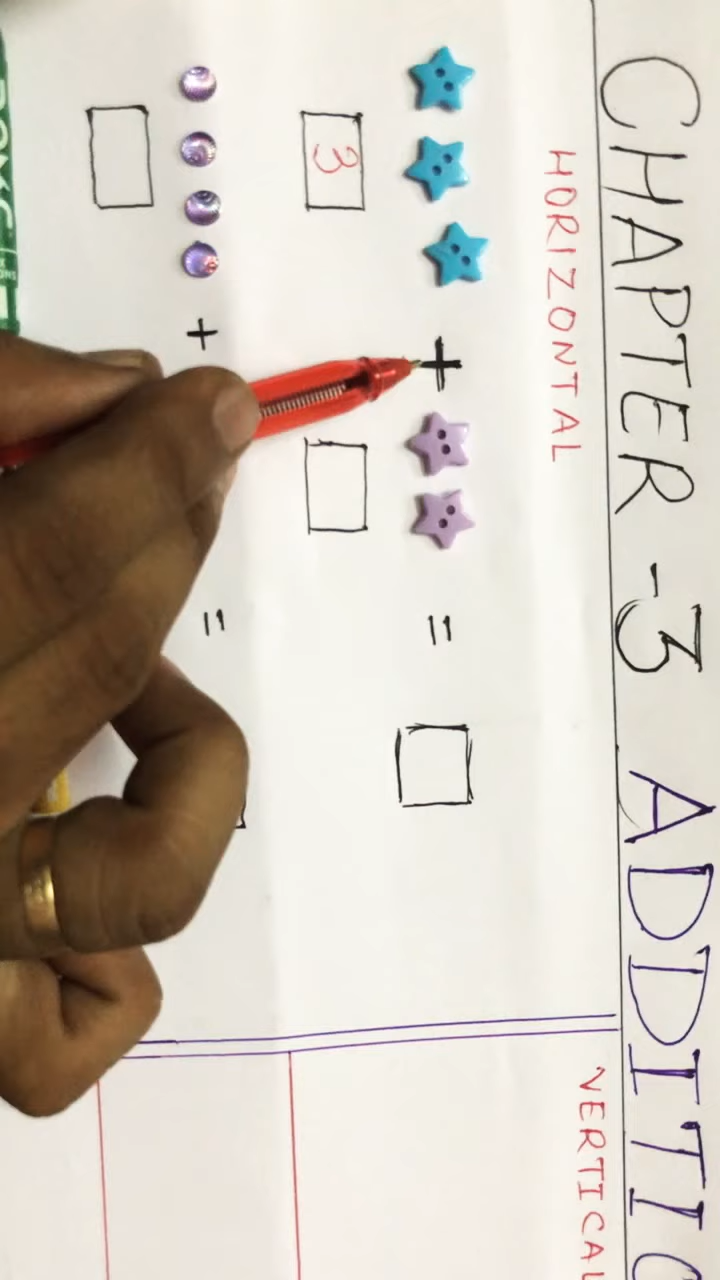 CHAPTER -3 ADDITIO
HORIZONTAL
VERTICAL
+ =
3
+ =